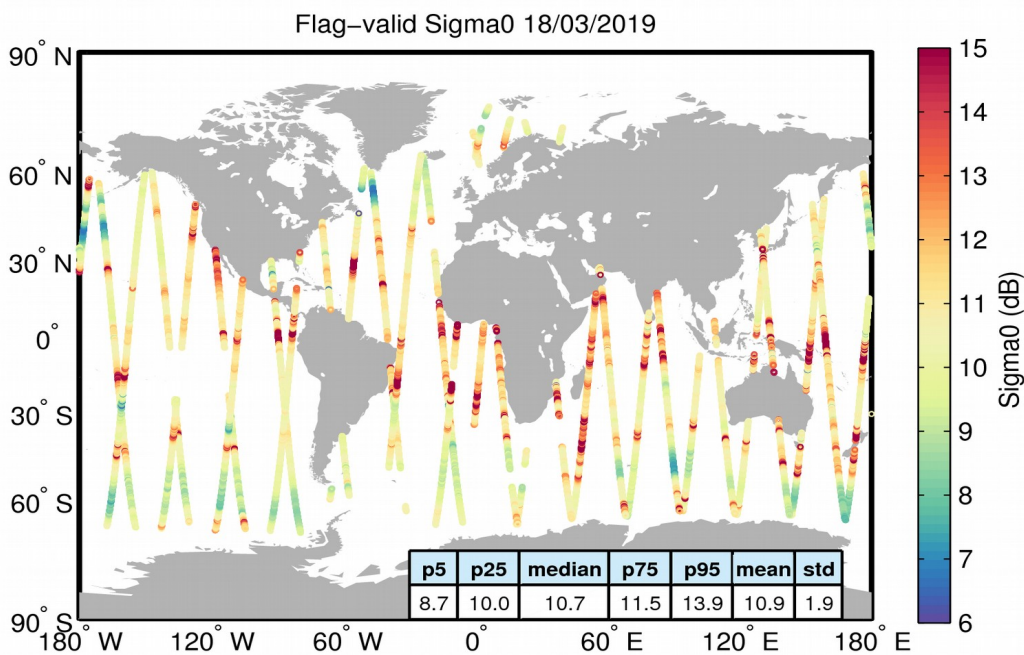 Flag−valid Sigma0 18/03/2019
90° N
60° N
30° N
0°
30° S
60° S
90° S
180° W
120° W
60° W
0°
60° E
120° E
180° E
p5 p25 median p75 p95 mean std
8.7 10.0 10.7 11.5 13.9 10.9 1.9
15
14
13
12
11
10
9
8
7
6
Sigma0 (dB)